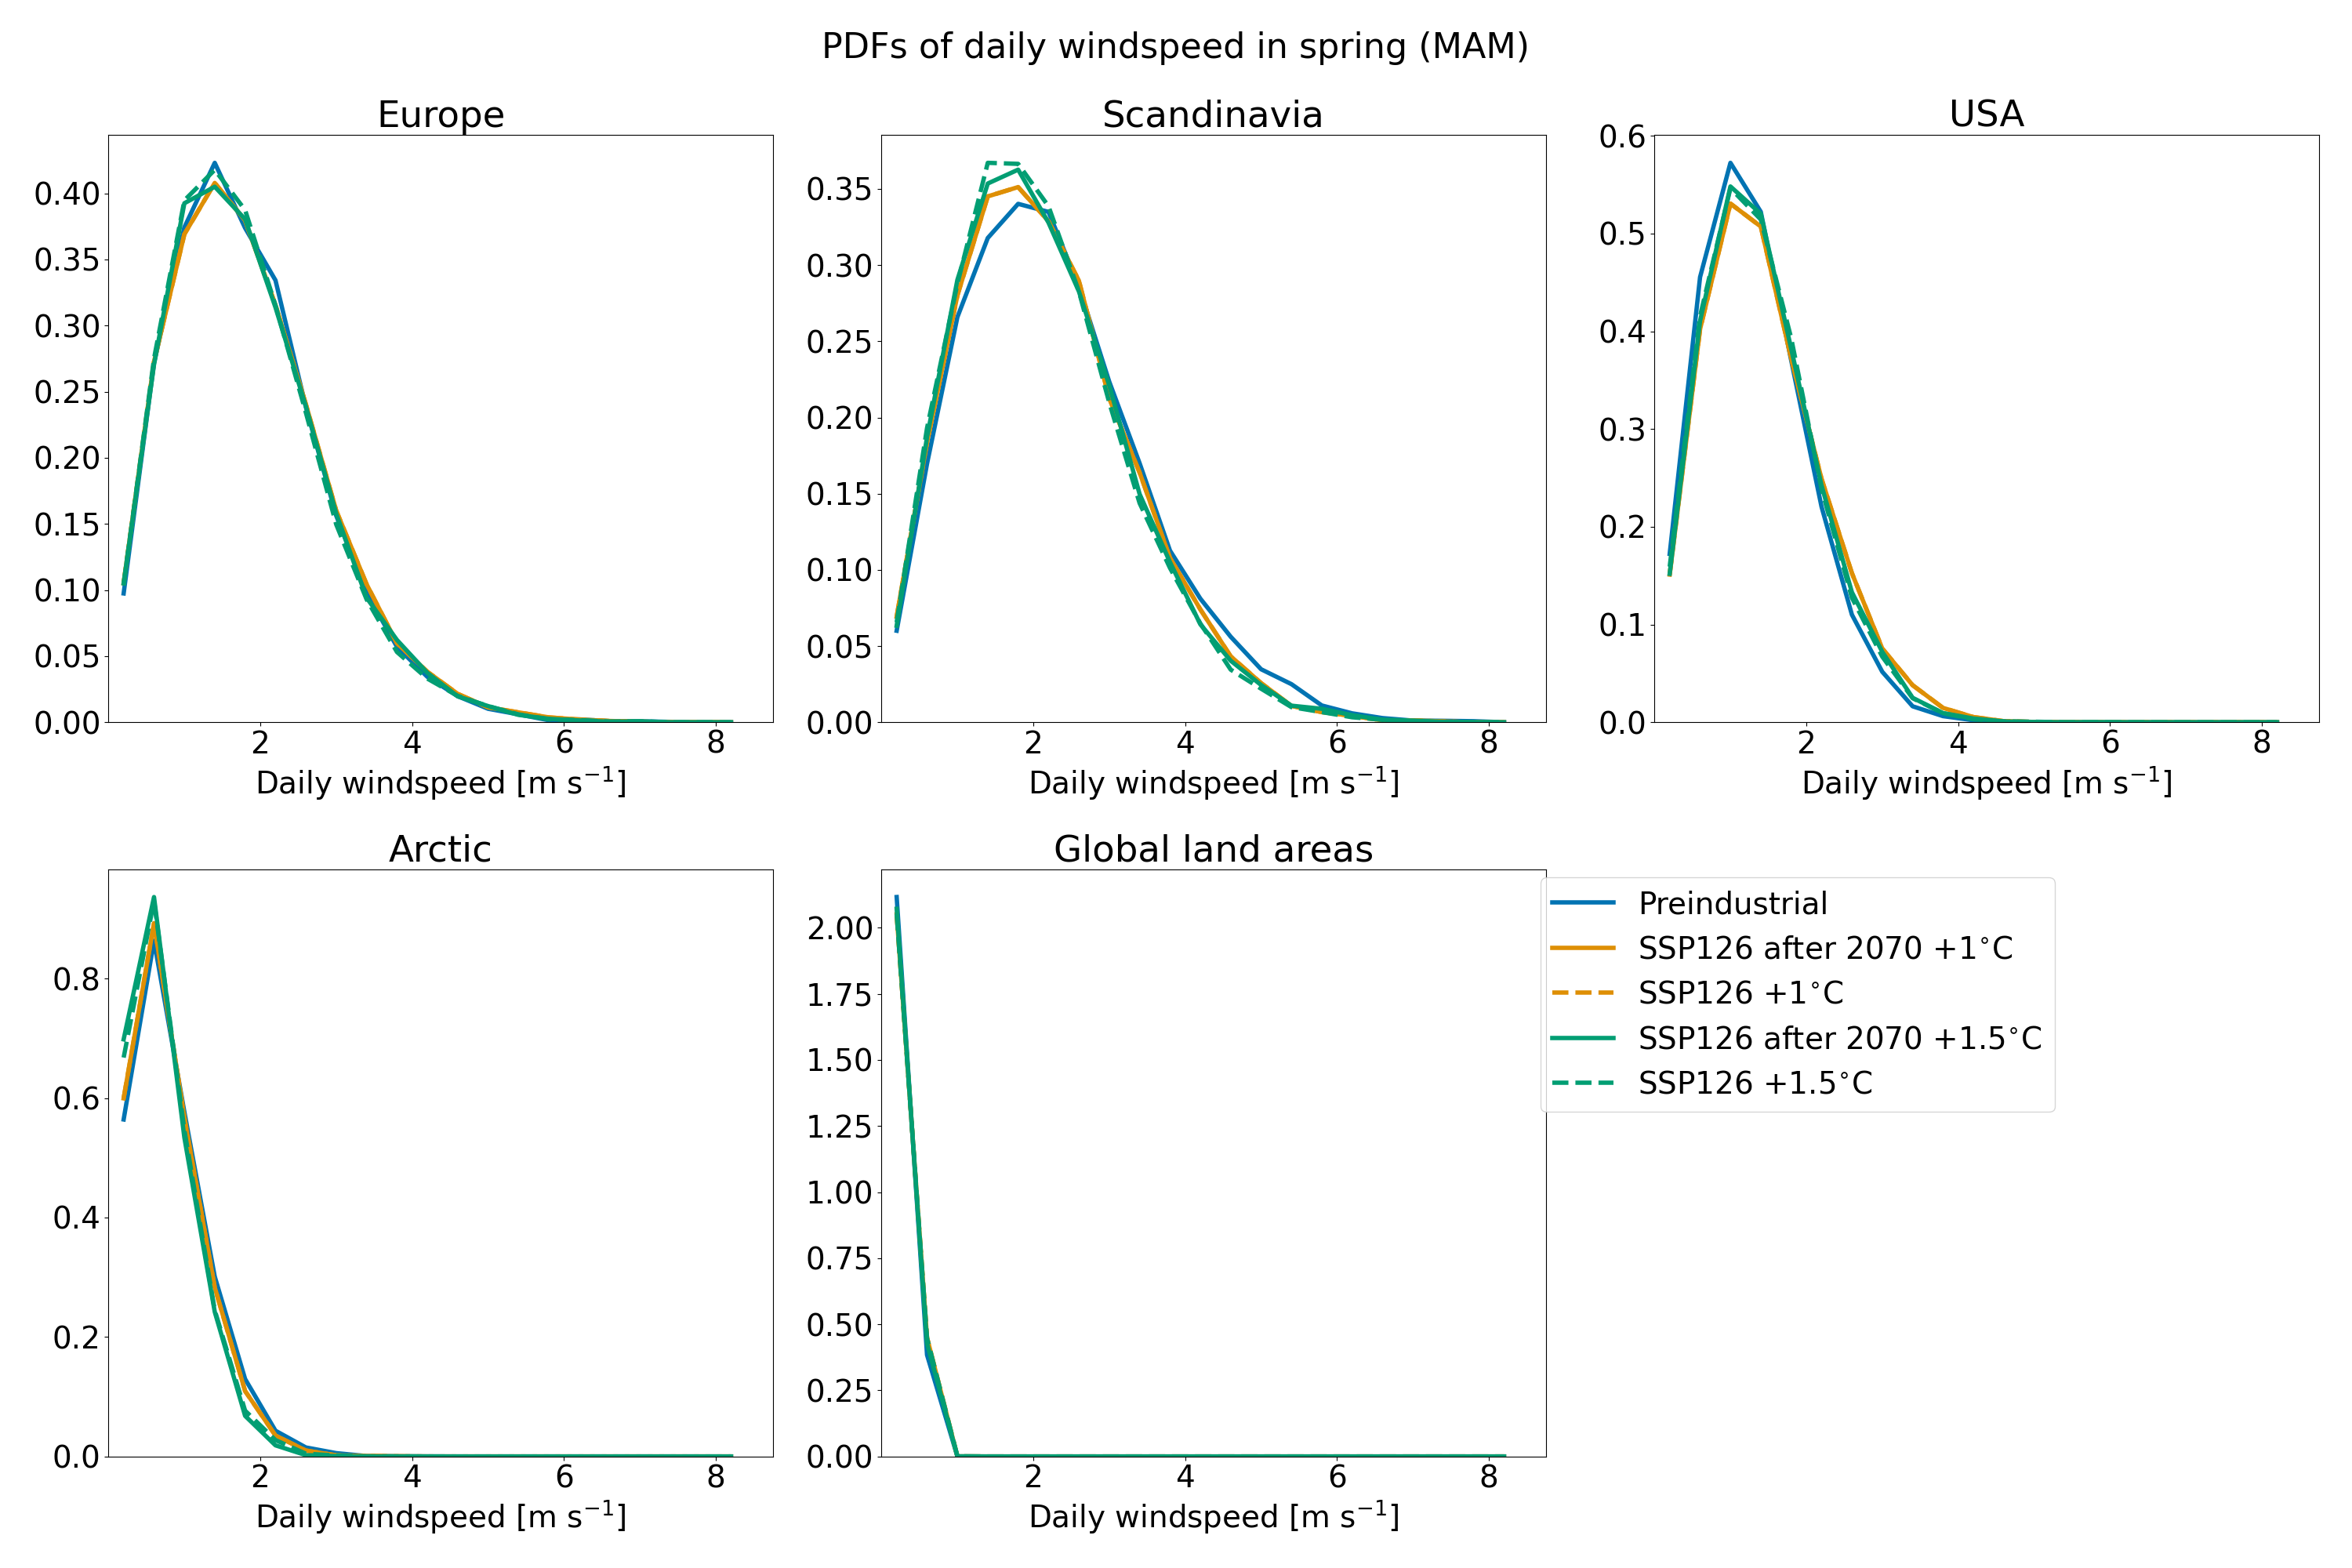 PDFs of daily windspeed in spring (MAM)
Europe
0.40
0.35
0.30
0.25
0.20
0.15
0.10
0.05
0.00
2 4 6 8
Daily windspeed [m s⁻¹]
Scandinavia
0.35
0.30
0.25
0.20
0.15
0.10
0.05
0.00
2 4 6 8
Daily windspeed [m s⁻¹]
USA
0.6
0.5
0.4
0.3
0.2
0.1
0.0
2 4 6 8
Daily windspeed [m s⁻¹]
Arctic
0.8
0.6
0.4
0.2
0.0
2 4 6 8
Daily windspeed [m s⁻¹]
Global land areas
2.00
1.75
1.50
1.25
1.00
0.75
0.50
0.25
0.00
2 4 6 8
Daily windspeed [m s⁻¹]
Preindustrial
SSP126 after 2070 +1°C
SSP126 +1°C
SSP126 after 2070 +1.5°C
SSP126 +1.5°C